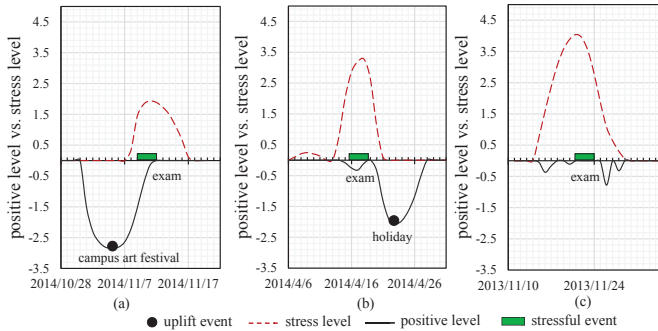 positive level vs. stress level
4.5
3.5
2.5
1.5
0.5
-0.5
-1.5
-2.5
-3.5
exam
campus art festival
2014/10/28 2014/11/7 2014/11/17
(a)
positive level vs. stress level
4.5
3.5
2.5
1.5
0.5
-0.5
-1.5
-2.5
-3.5
exam
holiday
2014/4/6 2014/4/16 2014/4/26
(b)
positive level vs. stress level
4.5
3.5
2.5
1.5
0.5
-0.5
-1.5
-2.5
-3.5
exam
2013/11/10 2013/11/24
(c)
uplift event stress level positive level stressful event